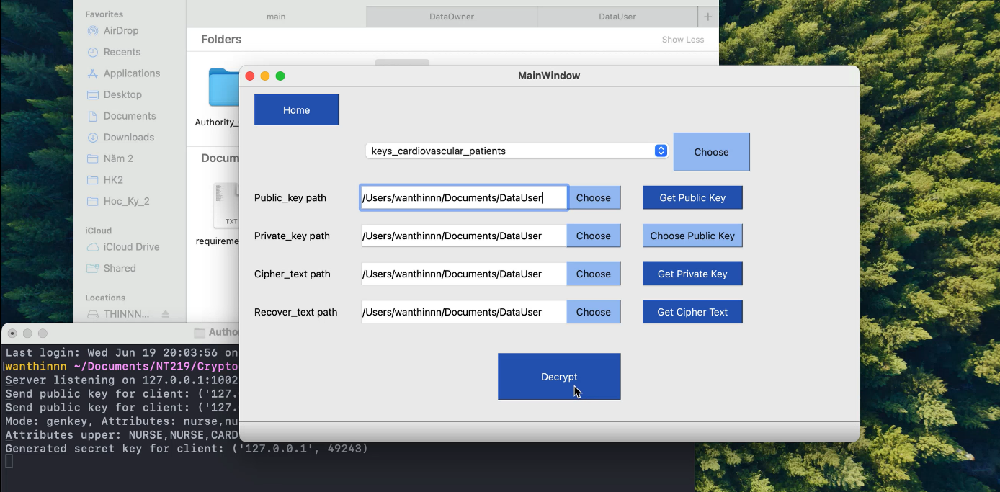 Favorites
AirDrop
Recents
Applications
Desktop
Documents
Downloads
Năm 2
HK2
Hoc_Ky_2
iCloud
iCloud Drive
Shared
Locations
THINNN...
main
DataOwner
DataUser
+
Folders
Show Less
Authority_
Docum
TXT
requireme
MainWindow
Home
keys_cardiovascular_patients
Choose
Public_key path
/Users/wanthinnn/Documents/DataUser
Choose
Get Public Key
Private_key path
/Users/wanthinnn/Documents/DataUser
Choose
Choose Public Key
Cipher_text path
/Users/wanthinnn/Documents/DataUser
Choose
Get Private Key
Recover_text path
/Users/wanthinnn/Documents/DataUser
Choose
Get Cipher Text
Decrypt
Autho
Last login: Wed Jun 19 20:03:56 on
wanthinnn ~/Documents/NT219/Crypto
Server listening on 127.0.0.1:1002
Send public key for client: ('127.
Send public key for client: ('127.
Mode: genkey, Attributes: nurse,nu
Attributes upper: NURSE,NURSE,CARD
Generated secret key for client: ('127.0.0.1', 49243)